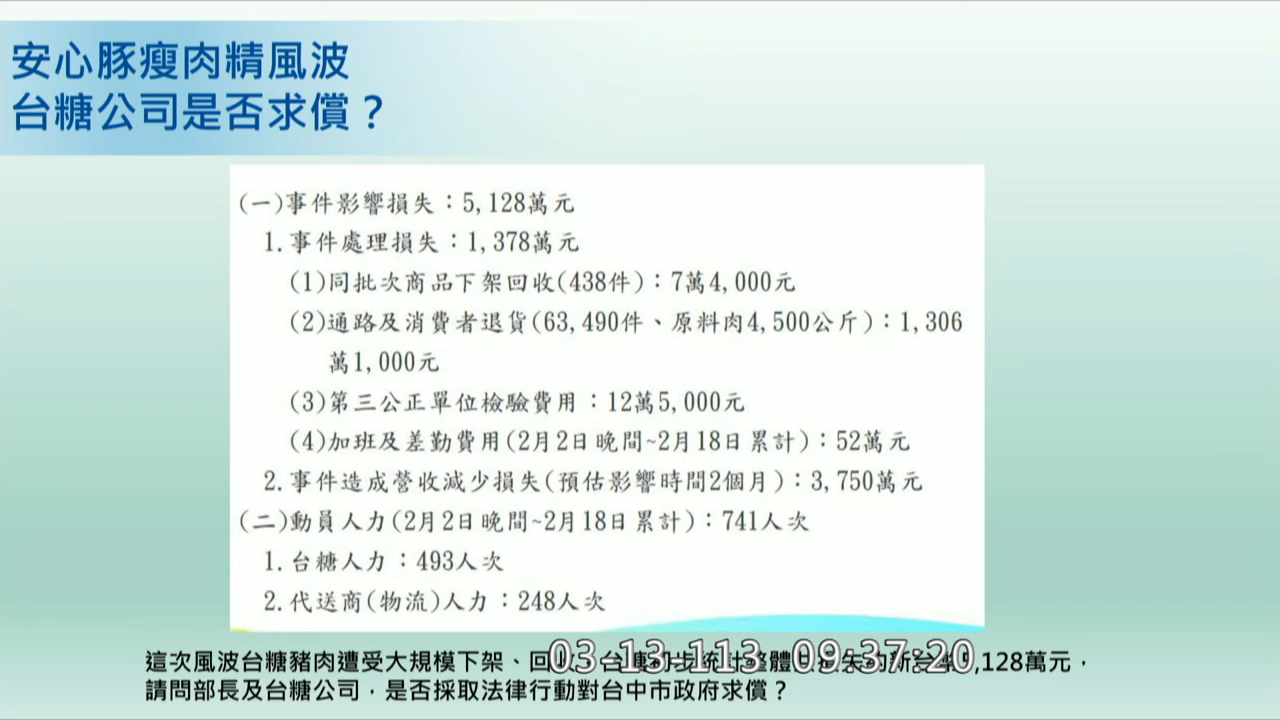 安心豚瘦肉精風波
台糖公司是否求償？
(一)事件影響損失：5,128萬元
1.事件處理損失：1,378萬元
(1)同批次商品下架回收(438件)：7萬4,000元
(2)通路及消費者退貨(63,490件、原料肉4,500公斤)：1,306
萬1,000元
(3)第三公正單位檢驗費用：12萬5,000元
(4)加班及差勤費用(2月2日晚間~2月18日累計)：52萬元
2.事件造成營收減少損失(預估影響時間2個月)：3,750萬元
(二)動員人力(2月2日晚間~2月18日累計)：741人次
1.台糖人力：493人次
2.代送商(物流)人力：248人次
這次風波台糖豬肉遭受大規模下架、回收 5,128萬元，
03-13-113 09:37:20
請問部長及台糖公司，是否採取法律行動對台中市政府求償？